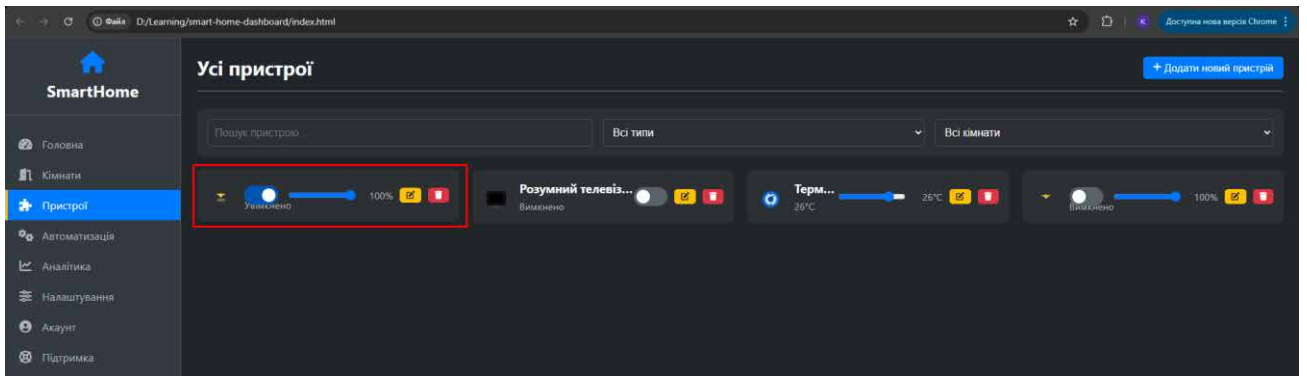 Файл D:/Learning/smart-home-dashboard/index.html
K Доступна нова версія Chrome
SmartHome
Усі пристрої
+ Додати новий пристрій
Пошук пристрою...
Всі типи
Всі кімнати
Головна
Кімнати
Пристрої
Автоматизація
Аналітика
Налаштування
Акаунт
Підтримка
Увімкнено
100%
Розумний телевіз...
Вимкнено
Терм...
26°C
26°C
Вимкнено
100%